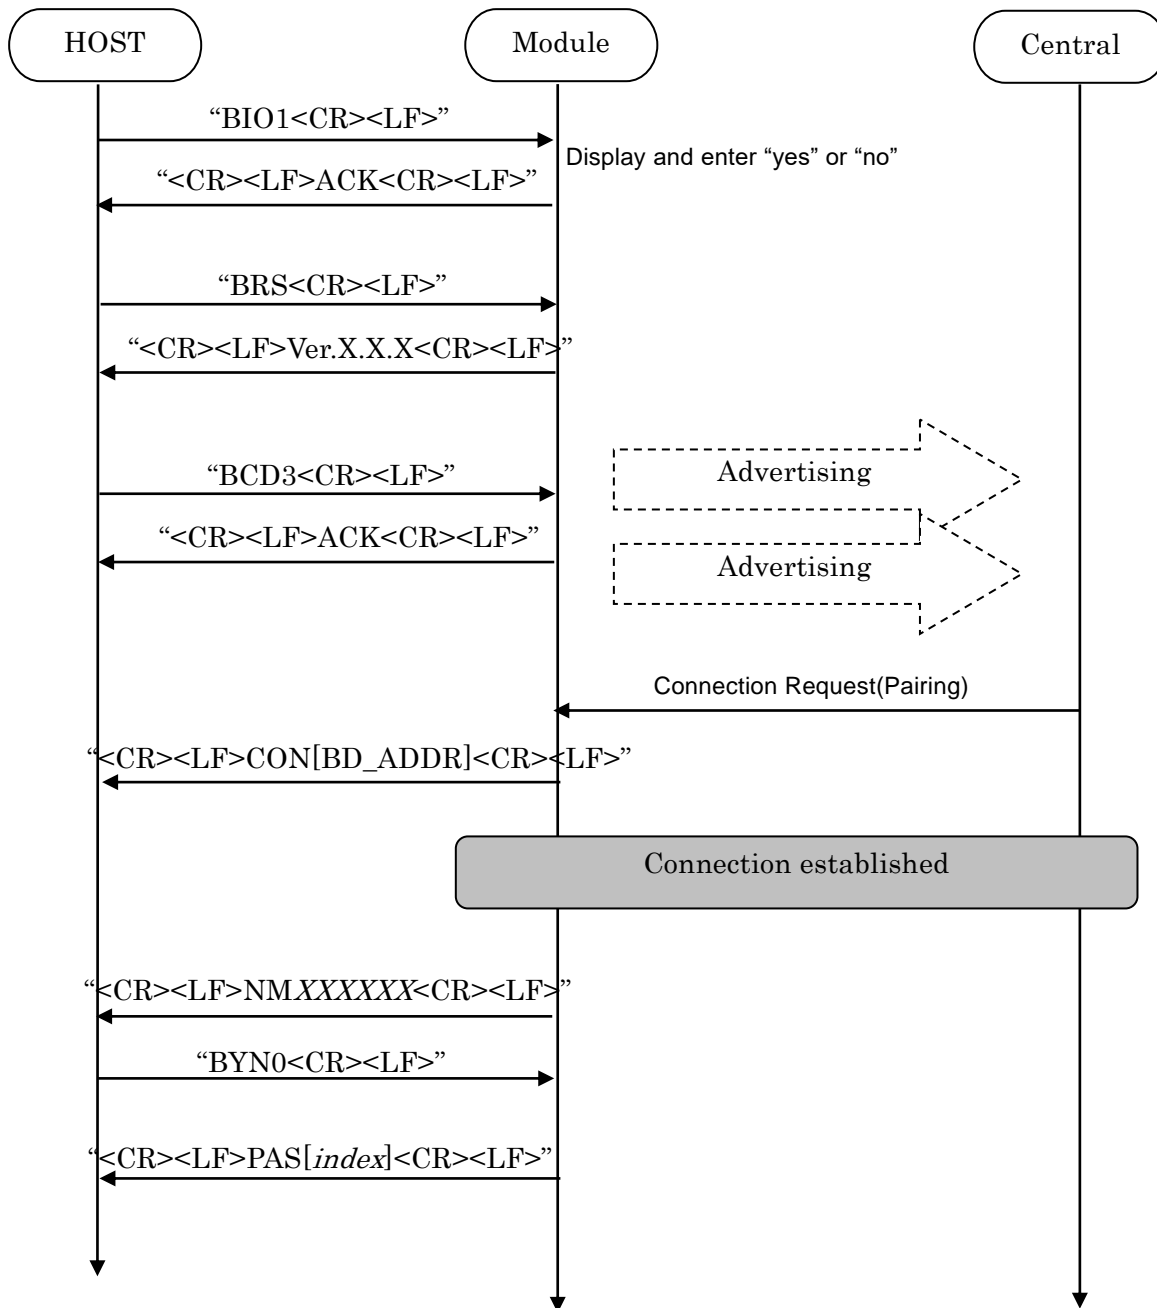 HOST
Module
Central
“BIO1<CR><LF>”
Display and enter “yes” or “no”
“<CR><LF>ACK<CR><LF>”
“BRS<CR><LF>”
“<CR><LF>Ver.X.X.X<CR><LF>”
Advertising
“BCD3<CR><LF>”
“<CR><LF>ACK<CR><LF>”
Advertising
Connection Request(Pairing)
“<CR><LF>CON[BD_ADDR]<CR><LF>”
Connection established
“<CR><LF>NMXXXXXX<CR><LF>”
“BYN0<CR><LF>”
“<CR><LF>PAS[index]<CR><LF>”